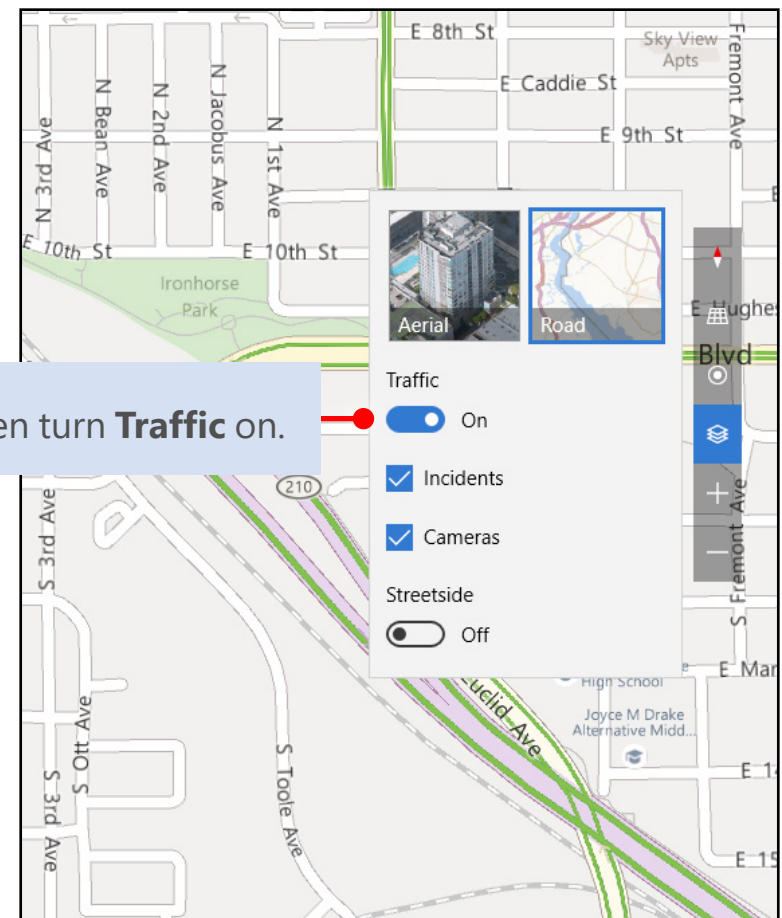 E 8th St
Sky View
Apts
Fremont Ave
E Caddie St
E 9th St
N 3rd Ave
N Bean Ave
N 2nd Ave
N Jacobus Ave
N 1st Ave
E 10th St
E 10th St
Ironhorse
Park
Aerial
Road
E Hughes
Blvd
Traffic
turn Traffic on.
On
210
Incidents
Cameras
Streetside
Off
S 3rd Ave
S Fremont Ave
High School
Joyce M Drake
Alternative Midd...
Euclid Ave
S Ott Ave
S 3rd Ave
S Toole Ave
E 15